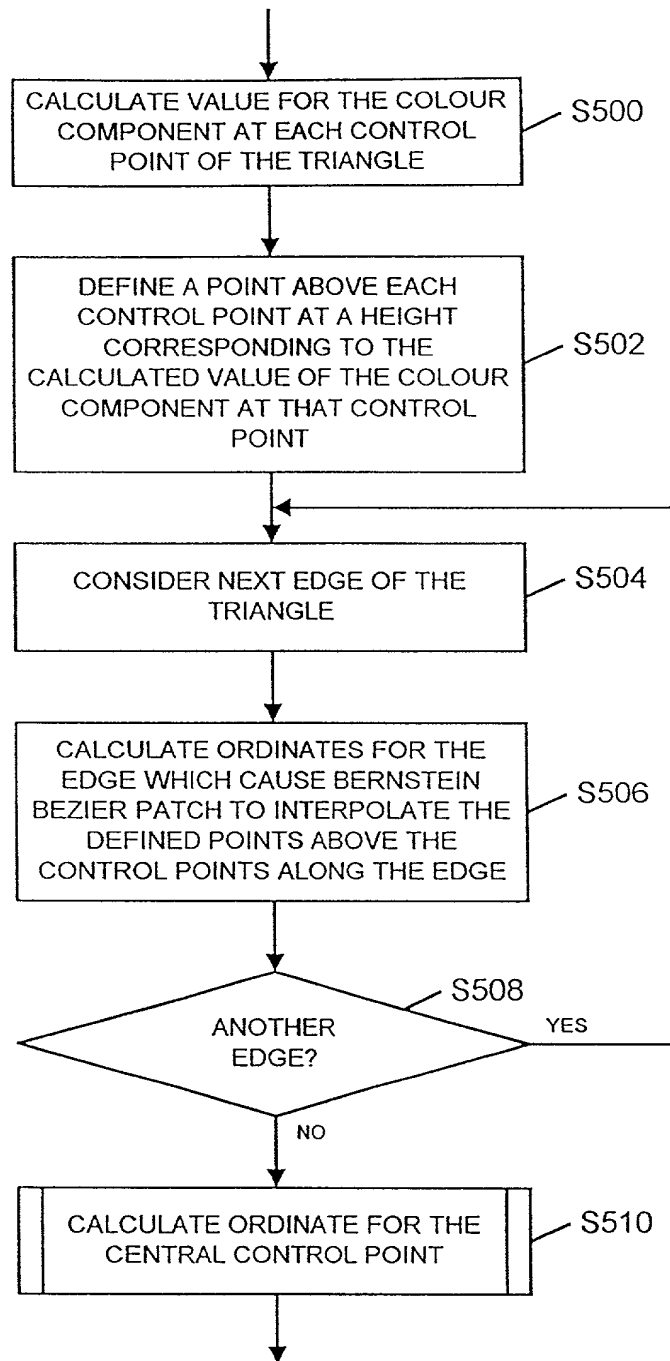 CALCULATE VALUE FOR THE COLOUR
COMPONENT AT EACH CONTROL
POINT OF THE TRIANGLE
S500
DEFINE A POINT ABOVE EACH
CONTROL POINT AT A HEIGHT
CORRESPONDING TO THE
CALCULATED VALUE OF THE COLOUR
COMPONENT AT THAT CONTROL
POINT
S502
CONSIDER NEXT EDGE OF THE
TRIANGLE
S504
CALCULATE ORDINATES FOR THE
EDGE WHICH CAUSE BERNSTEIN
BEZIER PATCH TO INTERPOLATE THE
DEFINED POINTS ABOVE THE
CONTROL POINTS ALONG THE EDGE
S506
S508
ANOTHER
EDGE?
YES
NO
CALCULATE ORDINATE FOR THE
CENTRAL CONTROL POINT
S510